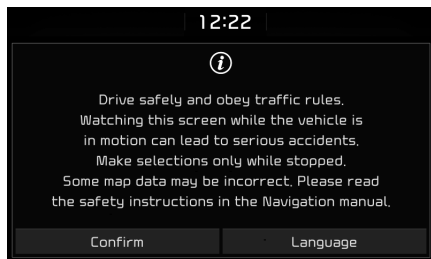 12:22
i
Drive safely and obey traffic rules.
Watching this screen while the vehicle is
in motion can lead to serious accidents.
Make selections only while stopped.
Some map data may be incorrect. Please read
the safety instructions in the Navigation manual.
Confirm Language